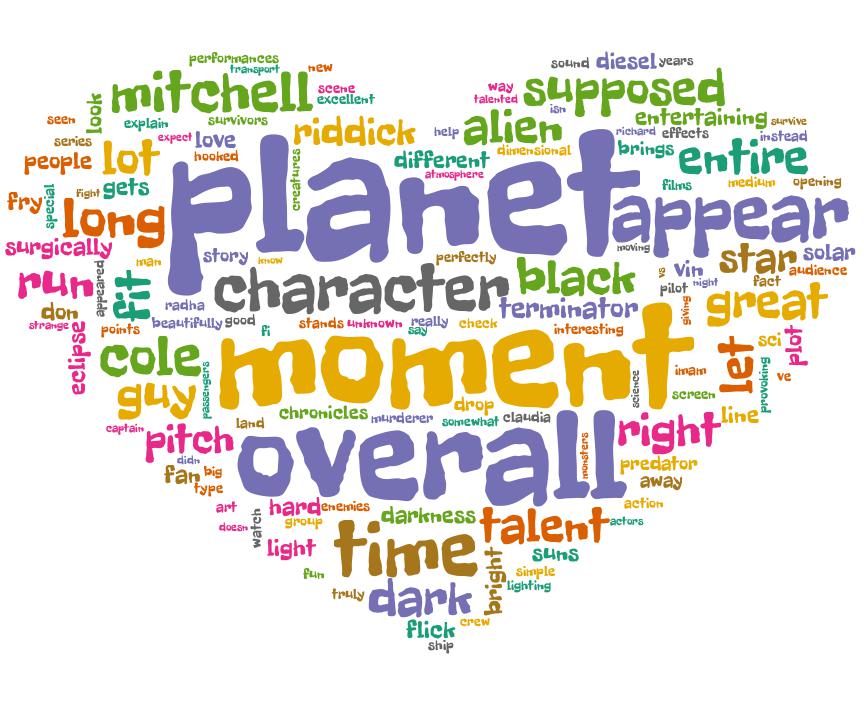 performances
transport
new
sound
diesel
years
mitchell
scene
excellent
way
talented
supposed
look
seen
explain
survivors
isn
entertaining
survive
series
expect
love
riddick
help
alien
richard
effects
instead
people
lot
hooked
creatures
different
dimensional
brings
entire
atmosphere
fry
special
fight
gets
planet
films
medium
opening
long
appear
surgically
man
story
know
perfectly
moving
star
solar
run
appeared
fit
character
black
vs
vin
pilot
night
fact
audience
don
strange
radha
terminator
giving
great
points
beautifully
good
fi
stands
unknown
say
really
check
interesting
eclipse
cole
moment
let
sci
plot
guy
passengers
science
imam
screen
provoking
ve
chronicles
murderer
drop
somewhat
claudia
line
captain
pitch
land
overall
right
monsters
didn
fan
big
type
predator
away
art
hard
enemies
darkness
talent
action
actors
doesn
watch
group
light
time
bright
suns
fun
simple
lighting
truly
dark
crew
flick
ship